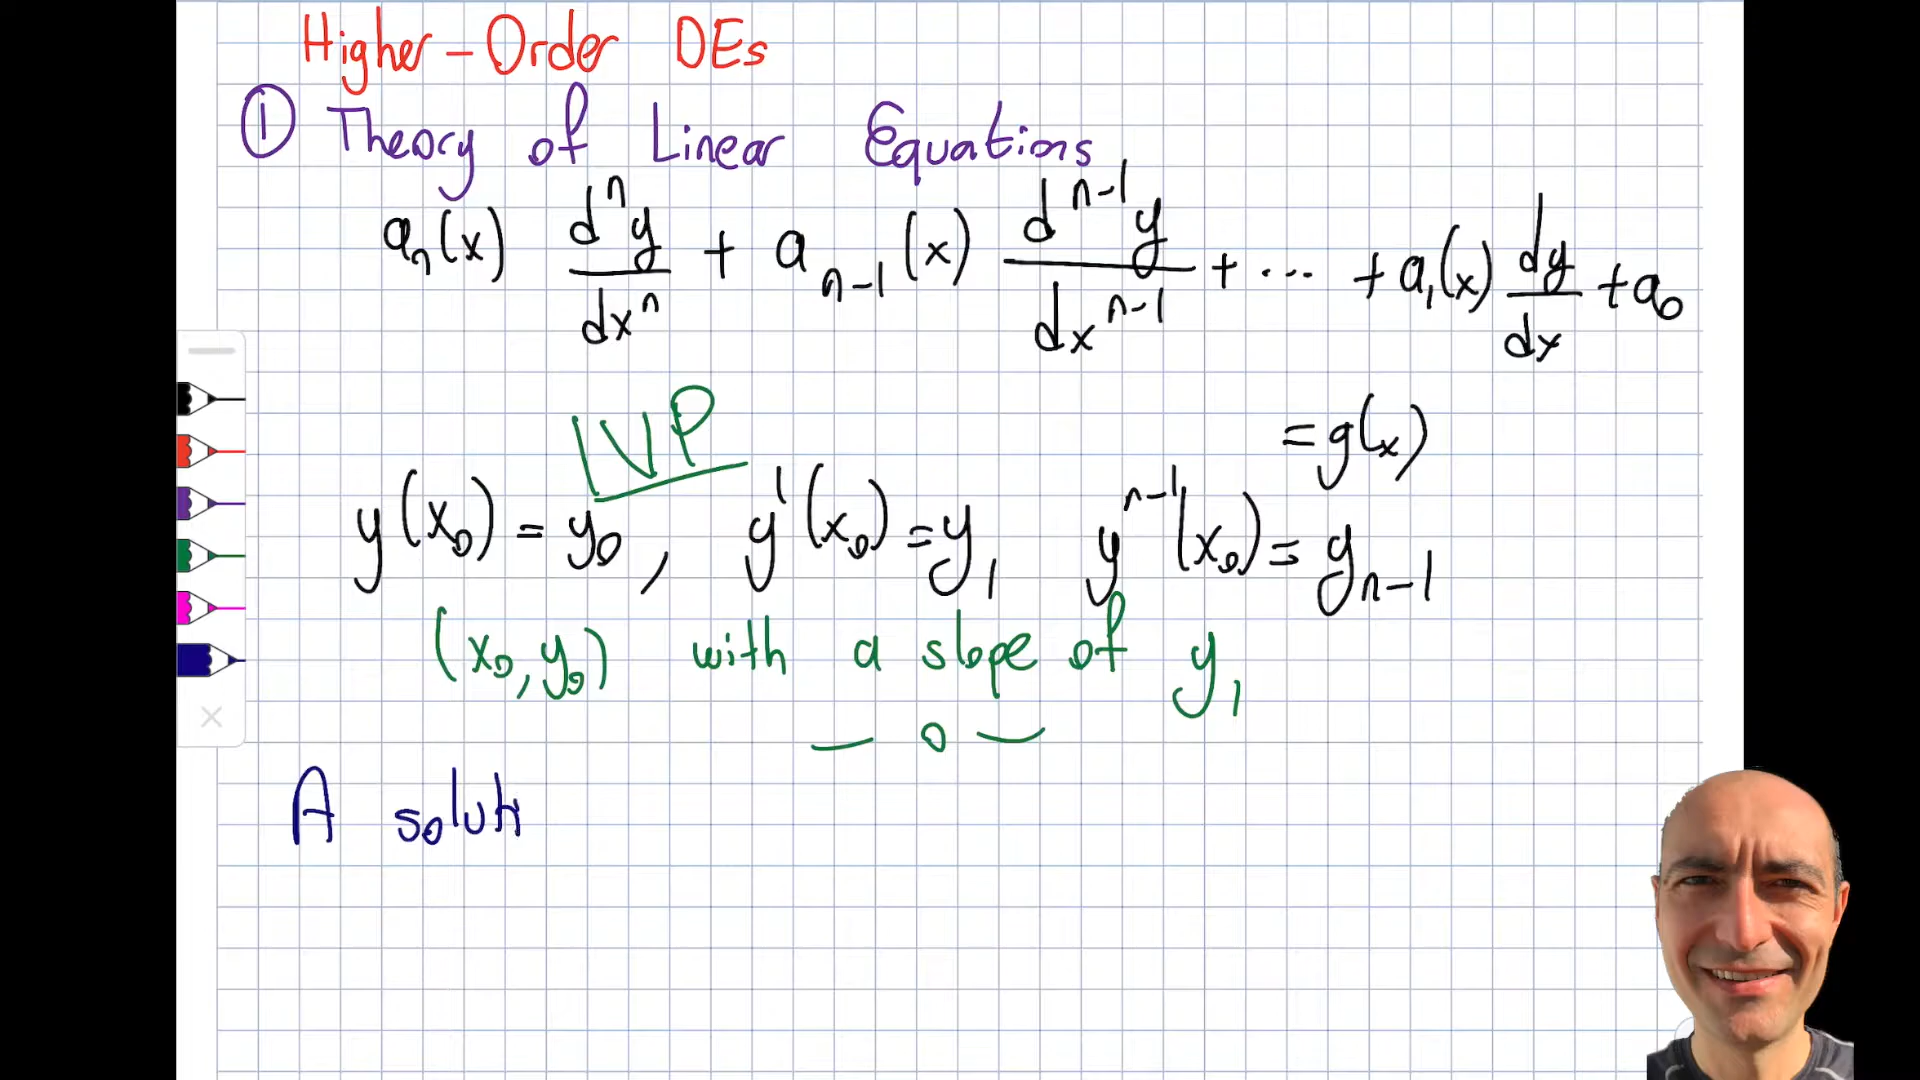 Higher-Order DEs
① Theory of Linear Equations
aₙ(x) dⁿy/dxⁿ + aₙ₋₁(x) dⁿ⁻¹y/dxⁿ⁻¹ + ... + a₁(x) dy/dx + a₀
= g(x)
IVP
y(x₀) = y₀, y'(x₀) = y₁ yⁿ⁻¹(x₀) = yₙ₋₁
(x₀, y₀) with a slope of y₁
— 0 —
A soluti